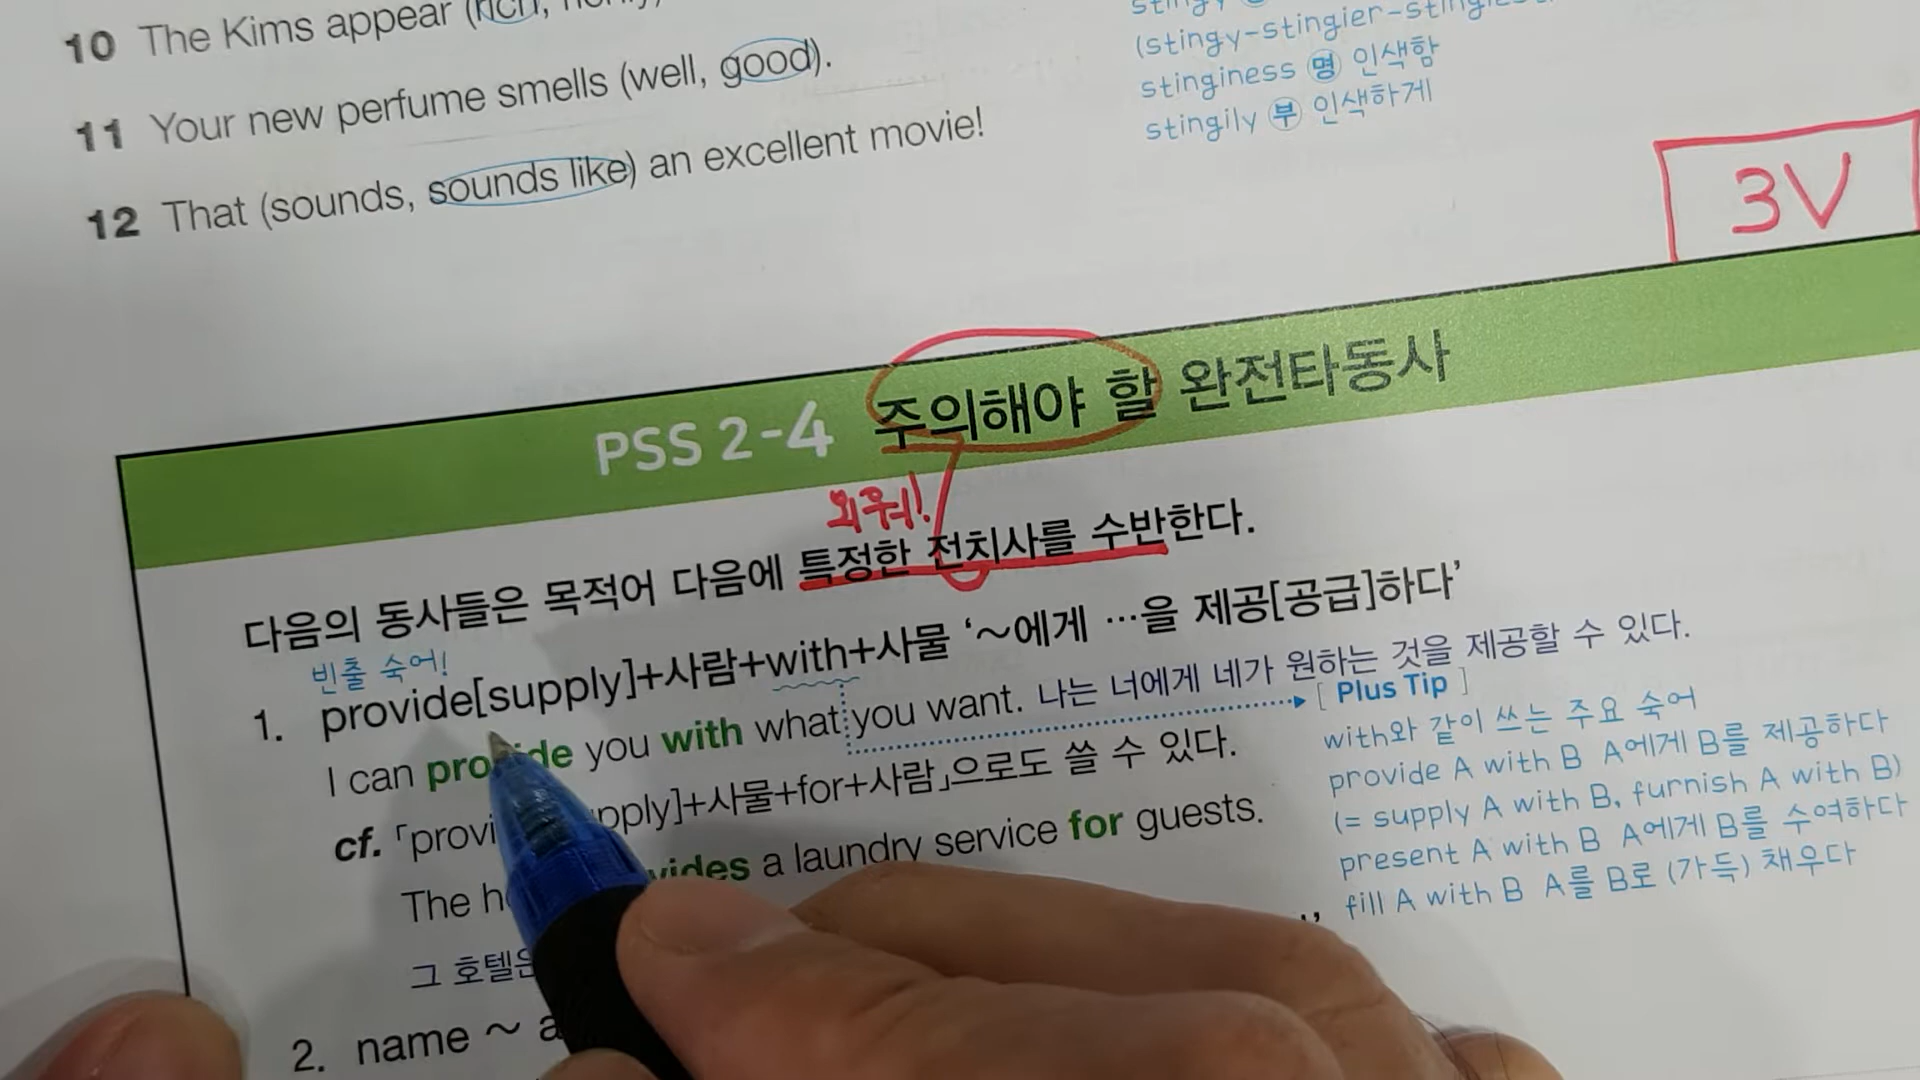 10 The Kims appear (rich,
11 Your new perfume smells (well, good).
12 That (sounds, sounds like) an excellent movie!
stingy
(stingy-stingier-stingiest
stinginess 명 인색함
stingily 부 인색하게
3V
PSS 2-4 주의해야 할 완전타동사
외워!
다음의 동사들은 목적어 다음에 특정한 전치사를 수반한다.
빈출 숙어!
1. provide[supply]+사람+with+사물 '~에게 …을 제공[공급]하다'
I can provide you with what you want. 나는 너에게 네가 원하는 것을 제공할 수 있다.
cf. 「provi pply]+사물+for+사람」으로도 쓸 수 있다.
The h vides a laundry service for guests.
그 호텔은
2. name ~ a
[ Plus Tip ]
with와 같이 쓰는 주요 숙어
provide A with B A에게 B를 제공하다
(= supply A with B, furnish A with B)
present A with B A에게 B를 수여하다
fill A with B A를 B로 (가득) 채우다